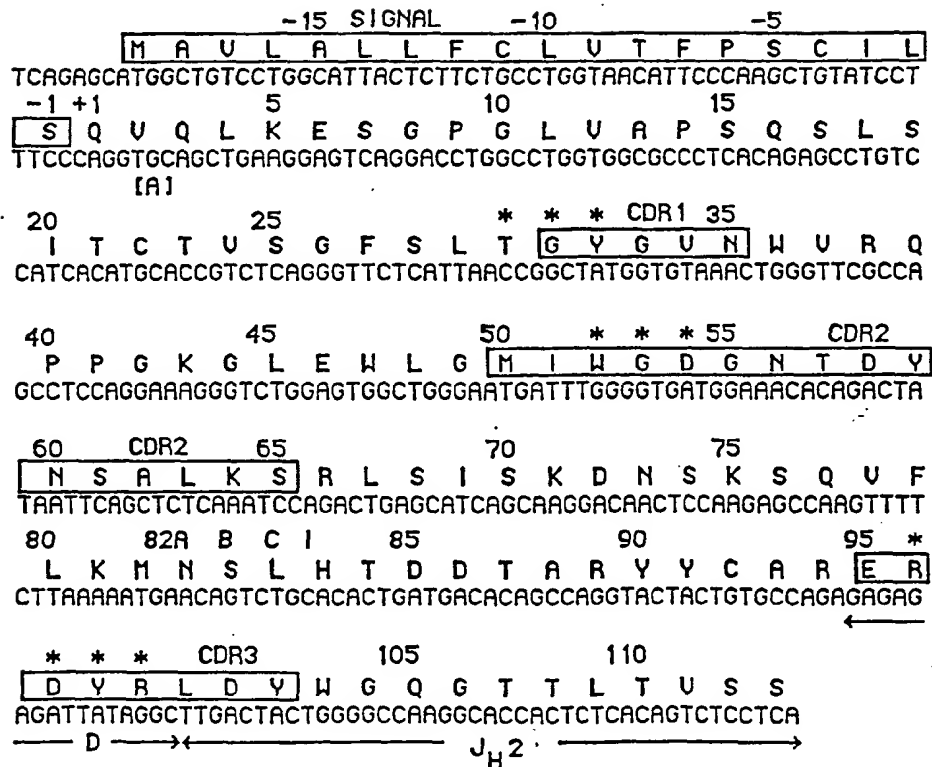 -15 SIGNAL -10 -5
M A V L A L L F C L V T F P S C I L
TCAGAGCATGGCTGTCCTGGCATTACTCTTCTGCCTGGTAACATTCCCAAGCTGTATCCT
-1 +1 5 10 15
S Q V Q L K E S G P G L V A P S Q S L S
TTCCCAGGTGCAGCTGAAGGAGTCAGGACCTGGCCTGGTGGCGCCCTCACAGAGCCTGTC
[A]
20 25 * * * CDR1 35
I T C T V S G F S L T G Y G V N W V R Q
CATCACATGCACCGTCTCAGGGTTCTCATTAACCGGCTATGGTGTAAACTGGGTTCGCCA
40 45 50 * * * 55 CDR2
P P G K G L E W L G M I W G D G N T D Y
GCCTCCAGGAAAGGGTCTGGAGTGGCTGGGAATGATTTGGGGTGATGGAAACACAGACTA
60 CDR2 65 70 75
N S A L K S R L S I S K D N S K S Q V F
TAATTCAGCTCTCAAATCCAGACTGAGCATCAGCAAGGACAACTCCAAGAGCCAAGTTTT
80 82A B C I 85 90 95 *
L K M N S L H T D D T A R Y Y C A R E R
CTTAAAAATGAACAGTCTGCACACTGATGACACAGCCAGGTACTACTGTGCCAGAGAGAG
* * * CDR3 105 110
D Y R L D Y W G Q G T T L T V S S
AGATTATAGGCTTGACTACTGGGGCCAAGGCACCACTCTCACAGTCTCCTCA
D JH2